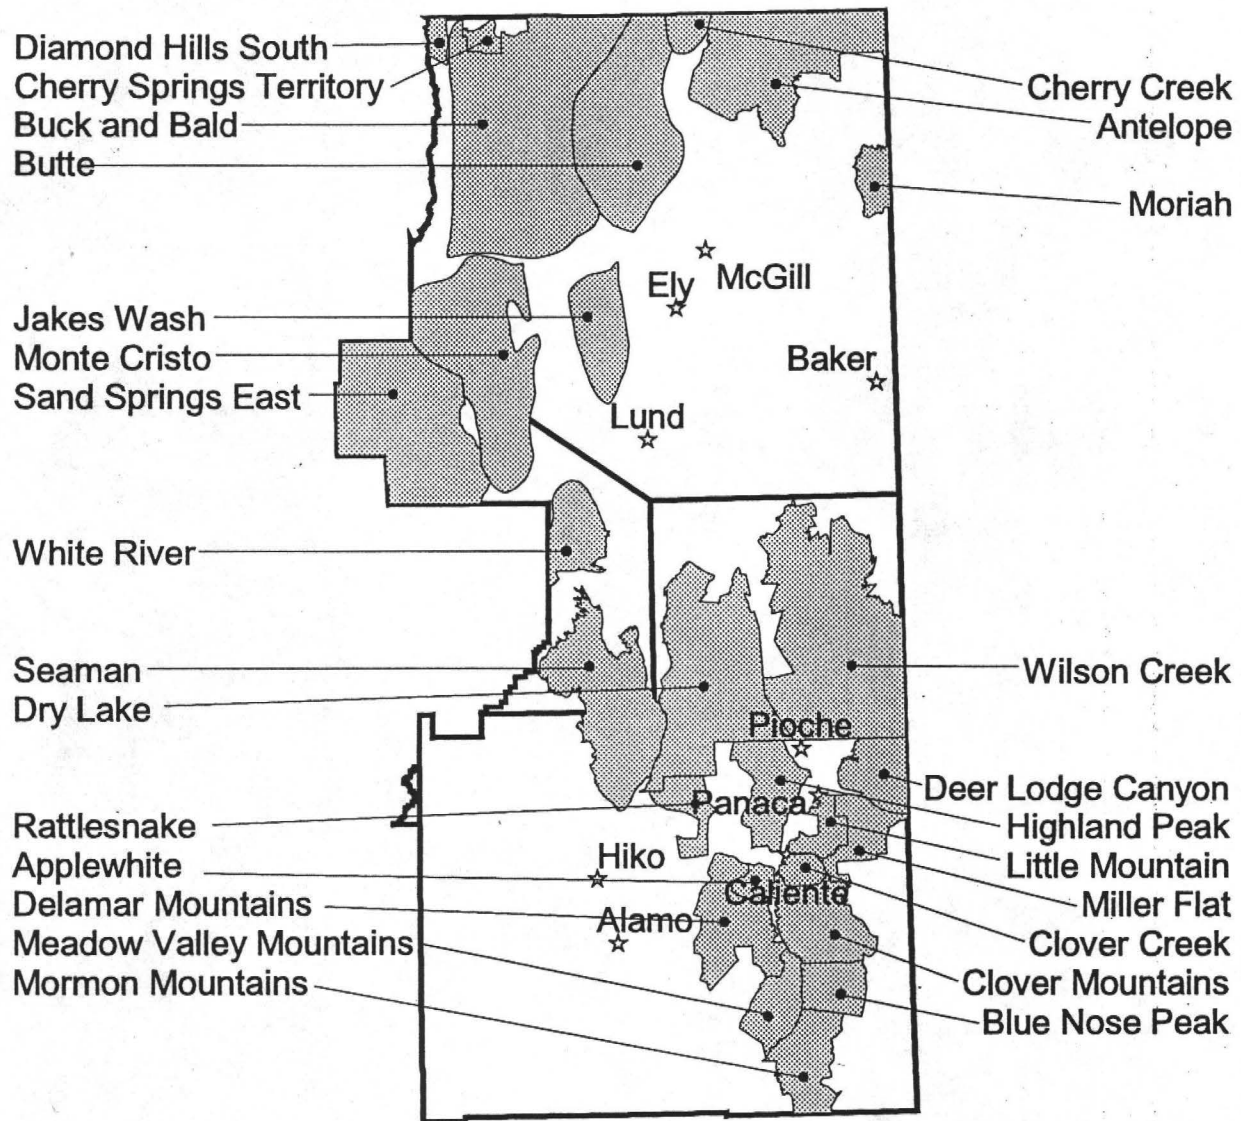 Diamond Hills South
Cherry Springs Territory
Buck and Bald
Butte
Cherry Creek
Antelope
Moriah
McGill
Ely
Jakes Wash
Monte Cristo
Sand Springs East
Baker
Lund
White River
Seaman
Dry Lake
Wilson Creek
Pioche
Deer Lodge Canyon
Panaca
Highland Peak
Rattlesnake
Little Mountain
Hiko
Applewhite
Caliente
Miller Flat
Delamar Mountains
Alamo
Clover Creek
Meadow Valley Mountains
Clover Mountains
Mormon Mountains
Blue Nose Peak